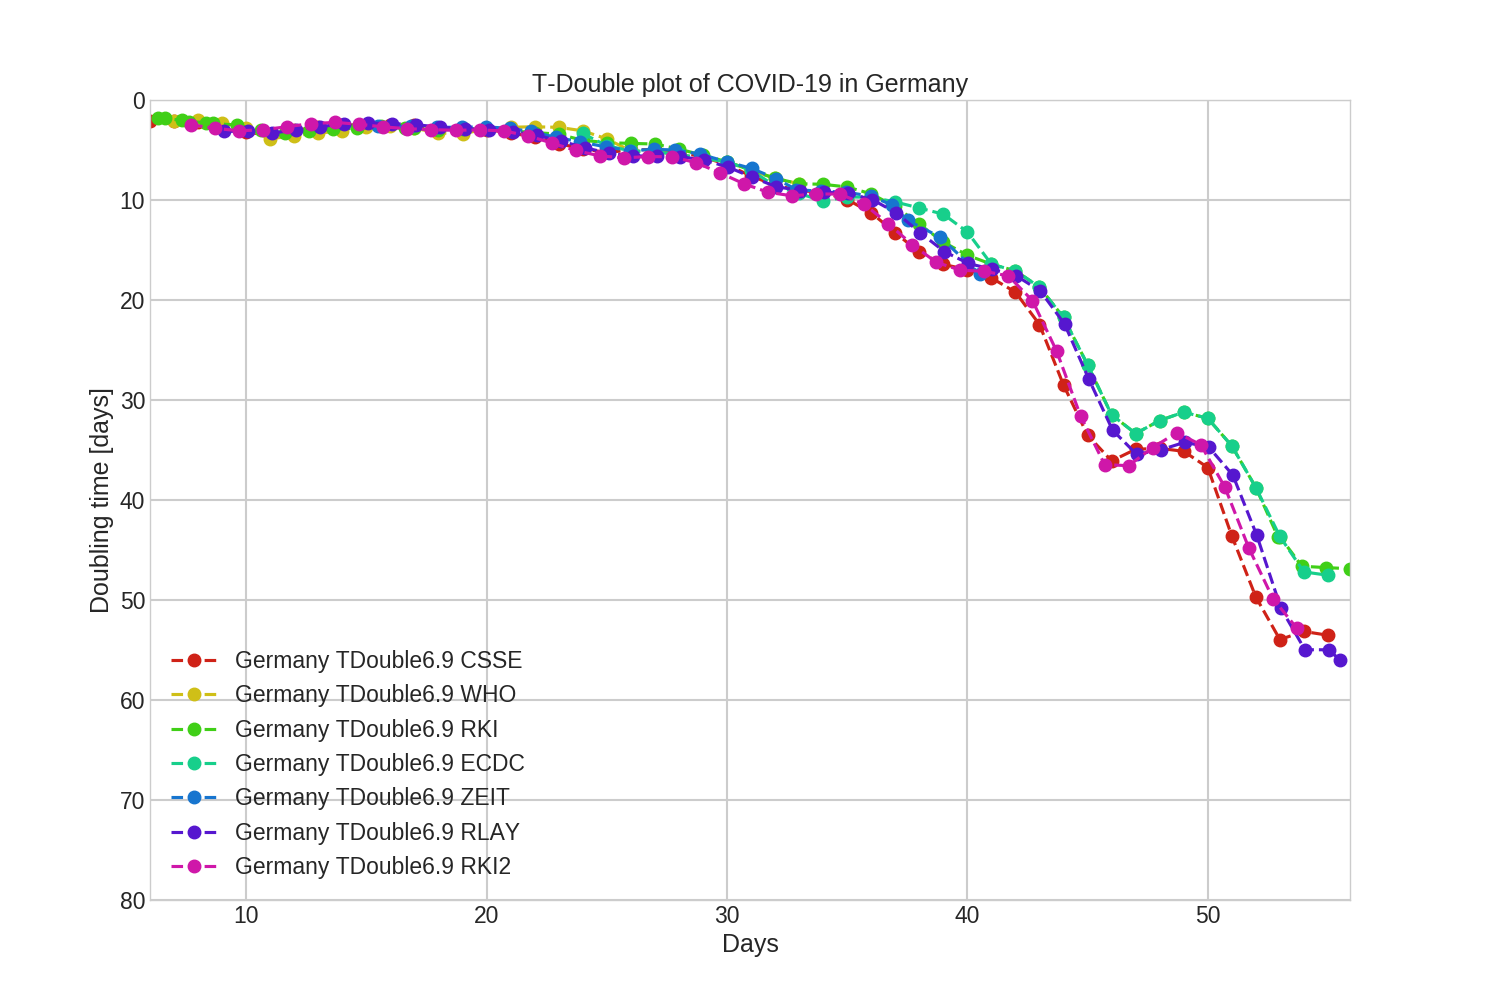 T-Double plot of COVID-19 in Germany
0
10
20
30
40
50
60
70
80
Doubling time [days]
Germany TDouble6.9 CSSE
Germany TDouble6.9 WHO
Germany TDouble6.9 RKI
Germany TDouble6.9 ECDC
Germany TDouble6.9 ZEIT
Germany TDouble6.9 RLAY
Germany TDouble6.9 RKI2
10 20 30 40 50
Days